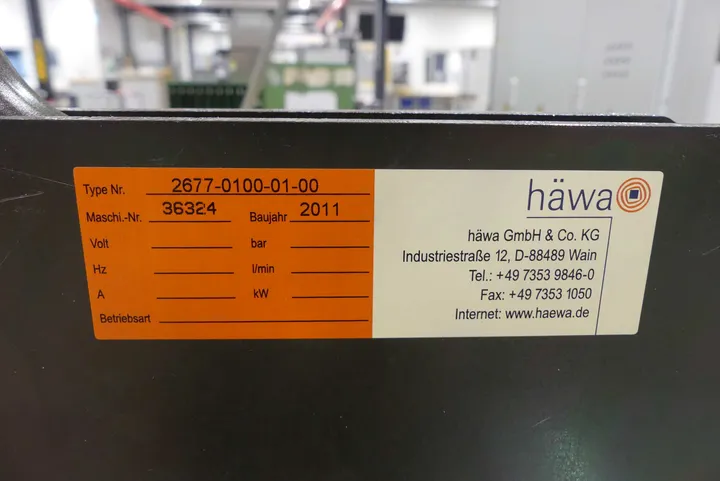 Type Nr. 2677-0100-01-00
Maschi.-Nr. 36324 Baujahr 2011
Volt bar
Hz l/min
A kW
Betriebsart
häwa
häwa GmbH & Co. KG
Industriestraße 12, D-88489 Wain
Tel.: +49 7353 9846-0
Fax: +49 7353 1050
Internet: www.haewa.de